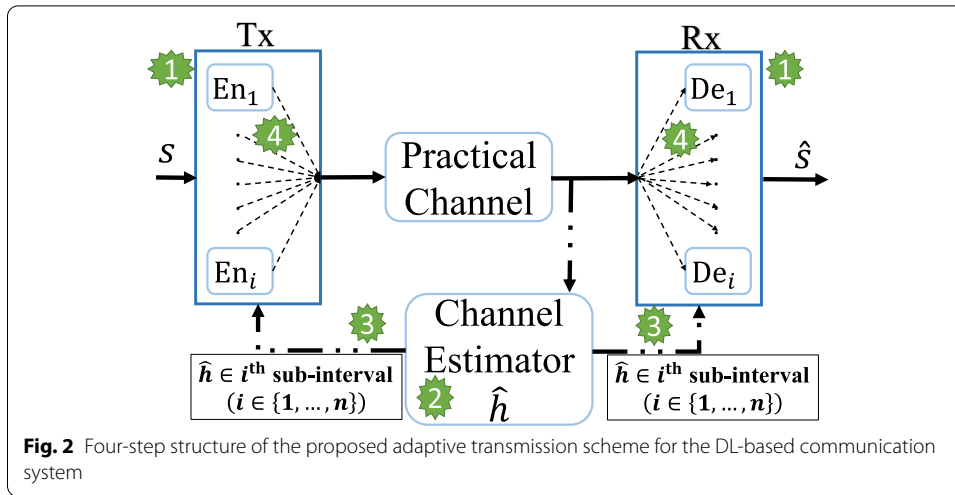 Tx
Rx
1
1
En₁
De₁
4
4
S
ŝ
Practical
Channel
Enᵢ
Deᵢ
3
3
Channel
Estimator
2
ĥ
ĥ ∈ iᵗʰ sub-interval
(i ∈ {1, …, n})
ĥ ∈ iᵗʰ sub-interval
(i ∈ {1, …, n})
Fig. 2 Four-step structure of the proposed adaptive transmission scheme for the DL-based communication
system